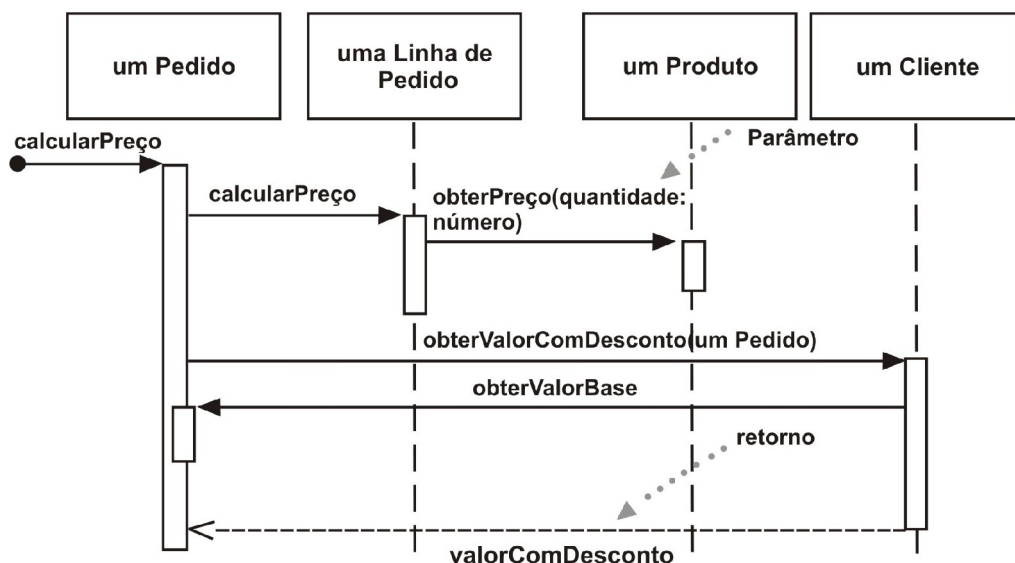 um Pedido
uma Linha de
Pedido
um Produto
um Cliente
calcularPreço
Parâmetro
calcularPreço
obterPreço(quantidade:
número)
obterValorComDesconto(um Pedido)
obterValorBase
retorno
valorComDesconto